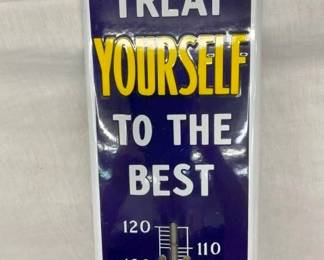 TREAT
YOURSELF
TO THE
BEST
120
110